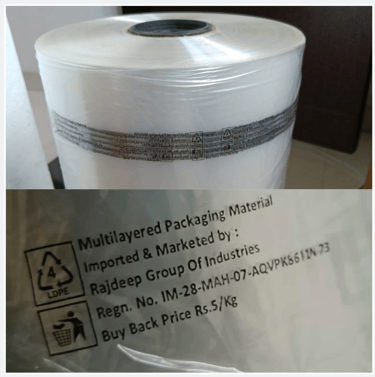 Multilayered Packaging Material
Imported & Marketed by :
Rajdeep Group Of Industries
4
LDPE
Regn. No. IM-28-MAH-07-AQVPK6611N-73
Buy Back Price Rs.5/Kg